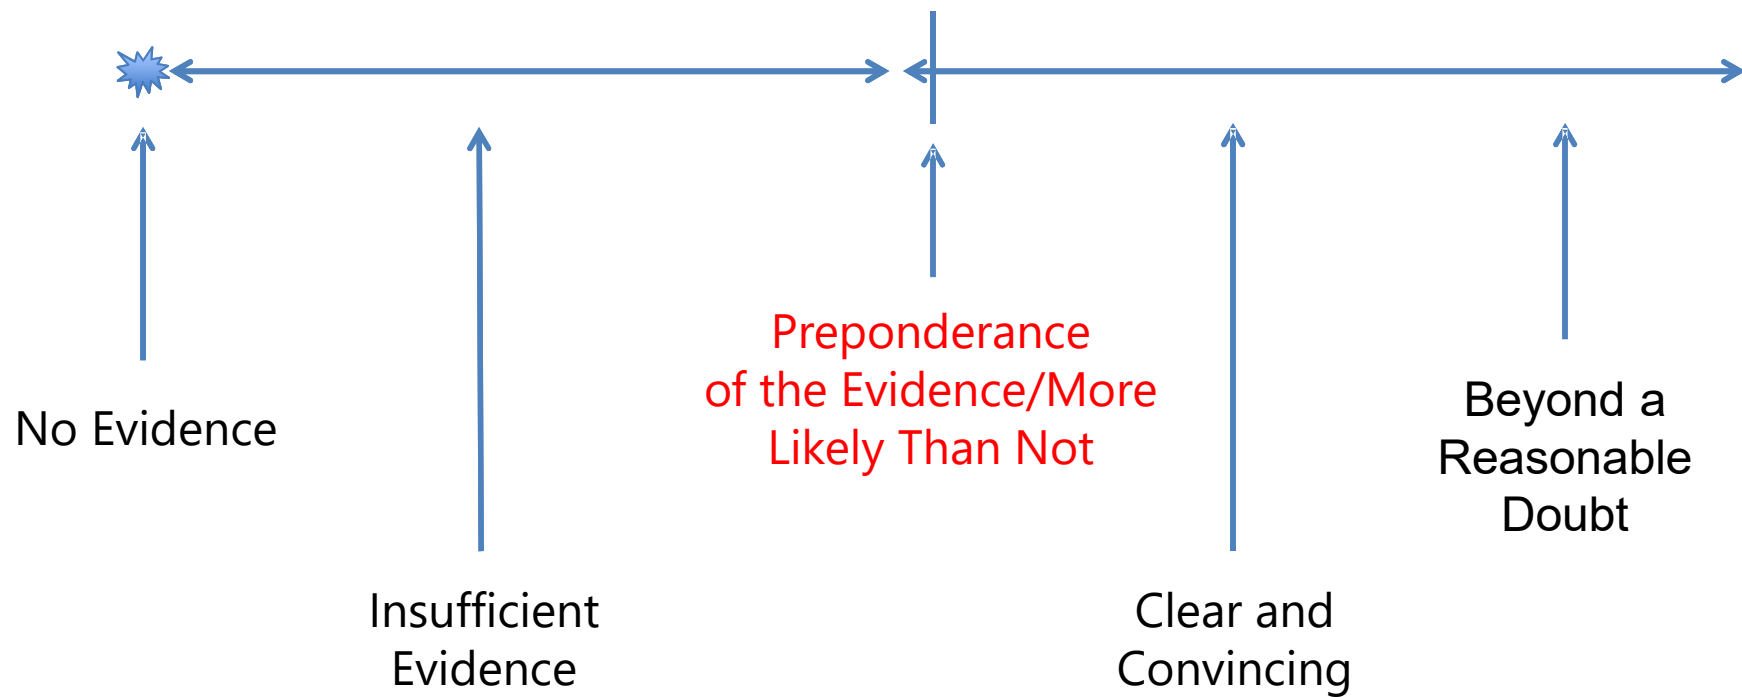 No Evidence
Insufficient
Evidence
Preponderance
of the Evidence/More
Likely Than Not
Clear and
Convincing
Beyond a
Reasonable
Doubt